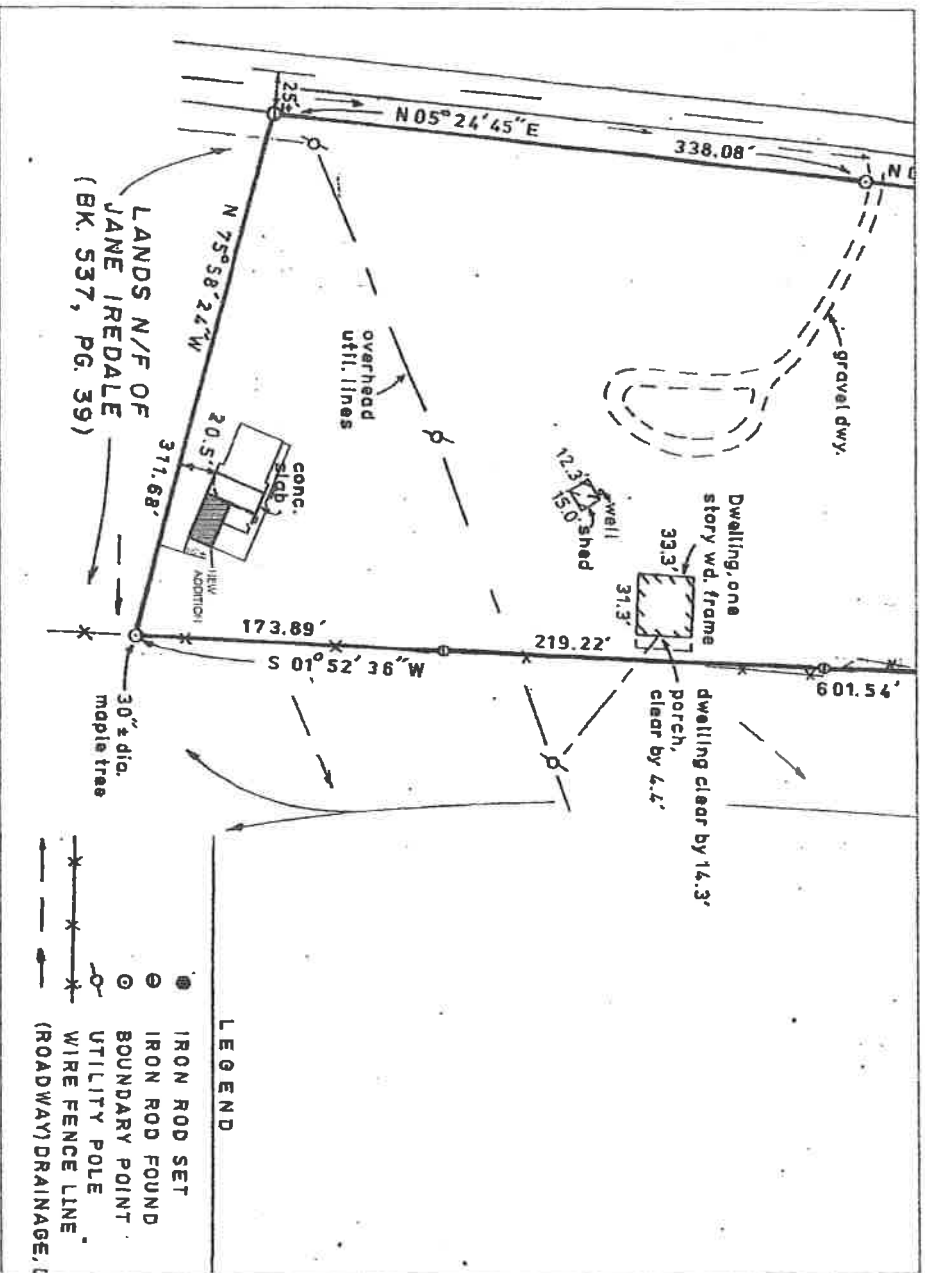 25'±
N 05° 24' 45" E
338.08'
gravel dwy.
LANDS N/F OF
JANE IREDALE
(BK. 537, PG. 39)
N 75° 58' 24" W
311.68'
overhead
util. lines
20.5'
conc.
slab
NEW
ADDITION
12.3'
15.0'
well
shed
Dwelling, one
story wd. frame
33.3'
31.3'
173.89'
S 01° 52' 36" W
219.22'
601.54'
dwelling clear by 14.3'
porch,
clear by 4.4'
30"± dia.
maple tree
LEGEND
IRON ROD SET
IRON ROD FOUND
BOUNDARY POINT
UTILITY POLE
WIRE FENCE LINE
(ROADWAY) DRAINAGE,